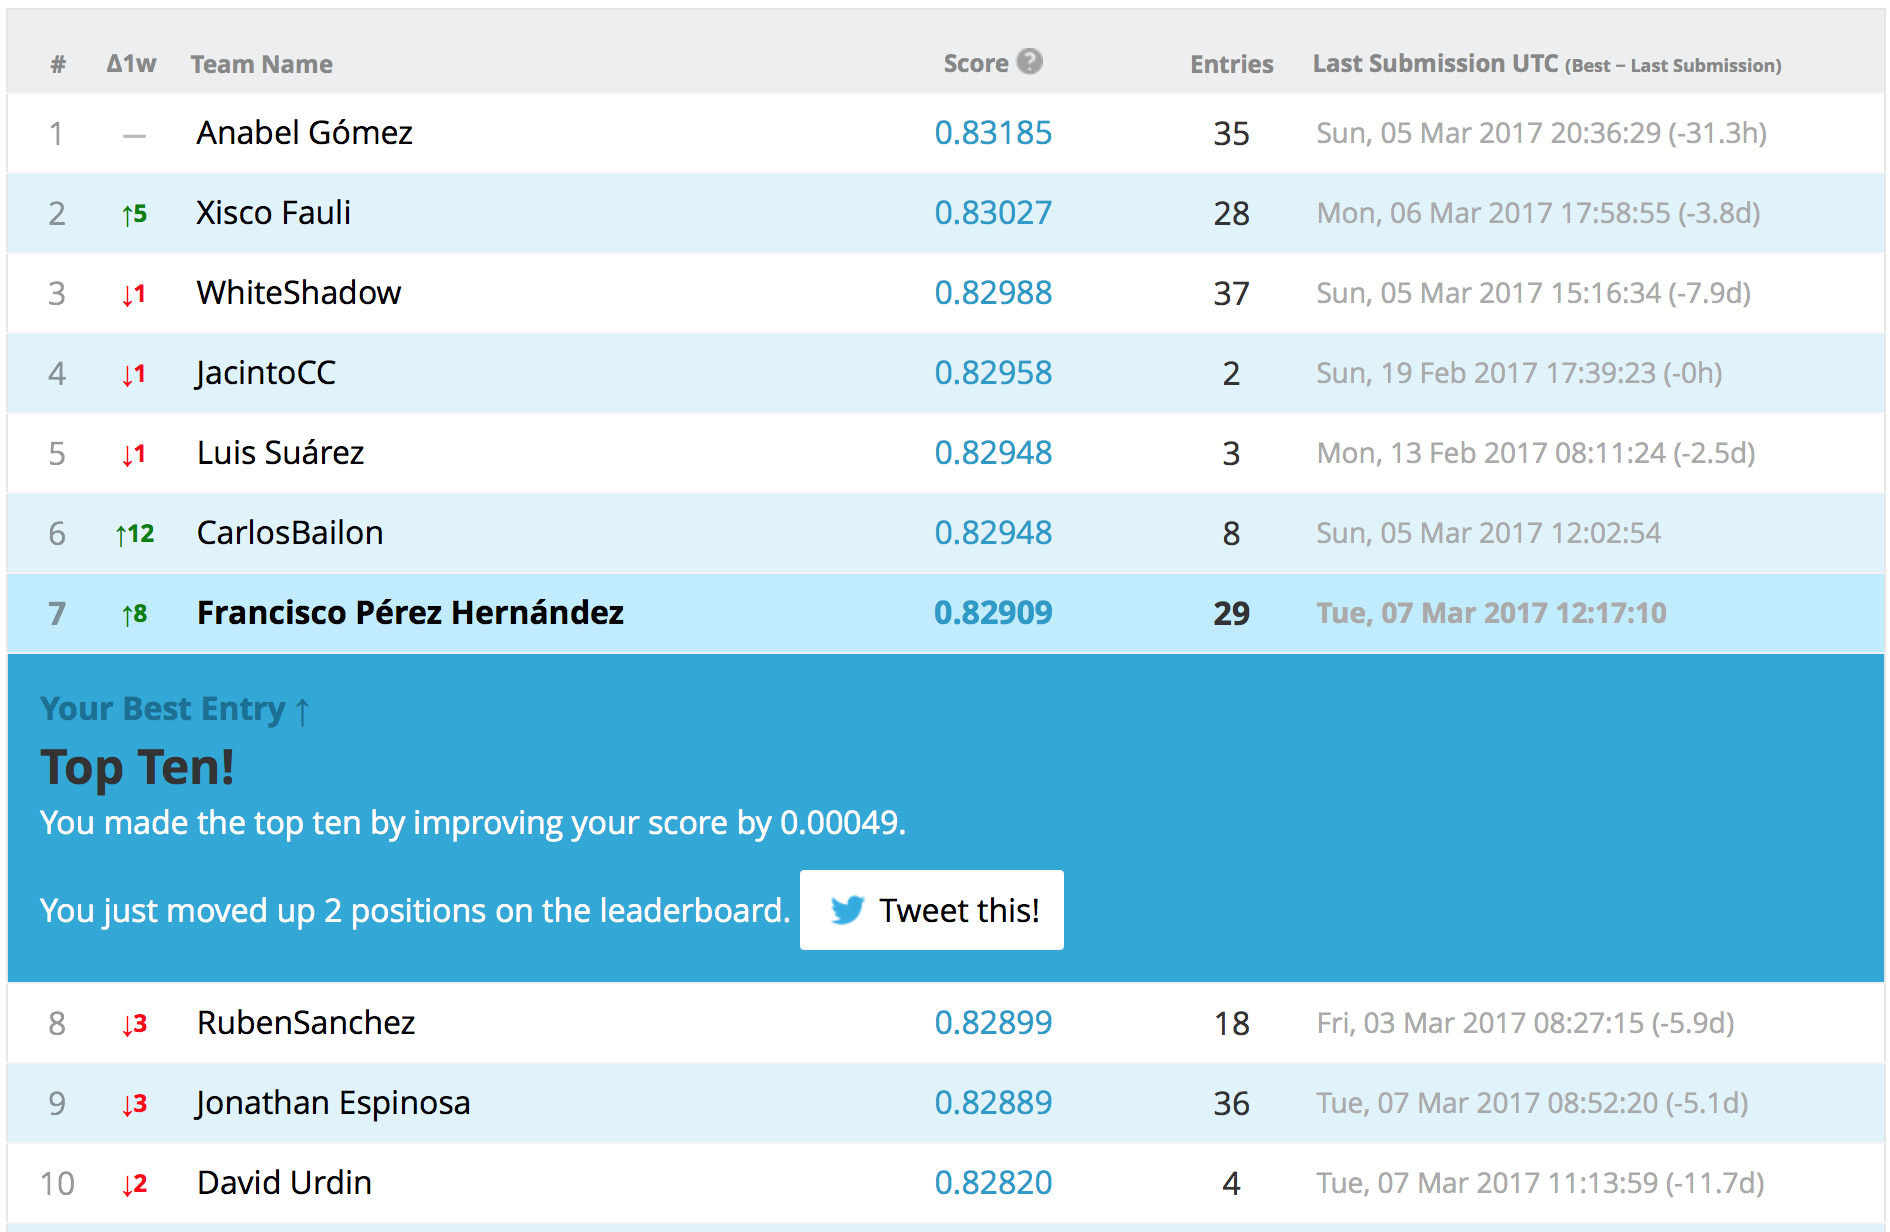 # Δ1w Team Name Score ? Entries Last Submission UTC (Best − Last Submission)
1 — Anabel Gómez 0.83185 35 Sun, 05 Mar 2017 20:36:29 (-31.3h)
2 ↑5 Xisco Fauli 0.83027 28 Mon, 06 Mar 2017 17:58:55 (-3.8d)
3 ↓1 WhiteShadow 0.82988 37 Sun, 05 Mar 2017 15:16:34 (-7.9d)
4 ↓1 JacintoCC 0.82958 2 Sun, 19 Feb 2017 17:39:23 (-0h)
5 ↓1 Luis Suárez 0.82948 3 Mon, 13 Feb 2017 08:11:24 (-2.5d)
6 ↑12 CarlosBailon 0.82948 8 Sun, 05 Mar 2017 12:02:54
7 ↑8 Francisco Pérez Hernández 0.82909 29 Tue, 07 Mar 2017 12:17:10
Your Best Entry ↑
Top Ten!
You made the top ten by improving your score by 0.00049.
You just moved up 2 positions on the leaderboard. Tweet this!
8 ↓3 RubenSanchez 0.82899 18 Fri, 03 Mar 2017 08:27:15 (-5.9d)
9 ↓3 Jonathan Espinosa 0.82889 36 Tue, 07 Mar 2017 08:52:20 (-5.1d)
10 ↓2 David Urdin 0.82820 4 Tue, 07 Mar 2017 11:13:59 (-11.7d)